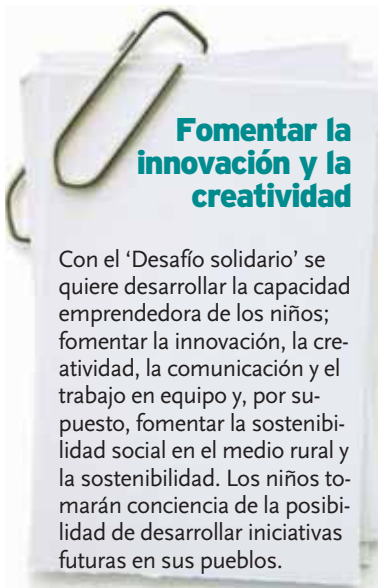 Fomentar la
innovación y la
creatividad
Con el 'Desafío solidario' se
quiere desarrollar la capacidad
emprendedora de los niños;
fomentar la innovación, la cre-
atividad, la comunicación y el
trabajo en equipo y, por su-
puesto, fomentar la sostenibi-
lidad social en el medio rural y
la sostenibilidad. Los niños to-
marán conciencia de la posibi-
lidad de desarrollar iniciativas
futuras en sus pueblos.